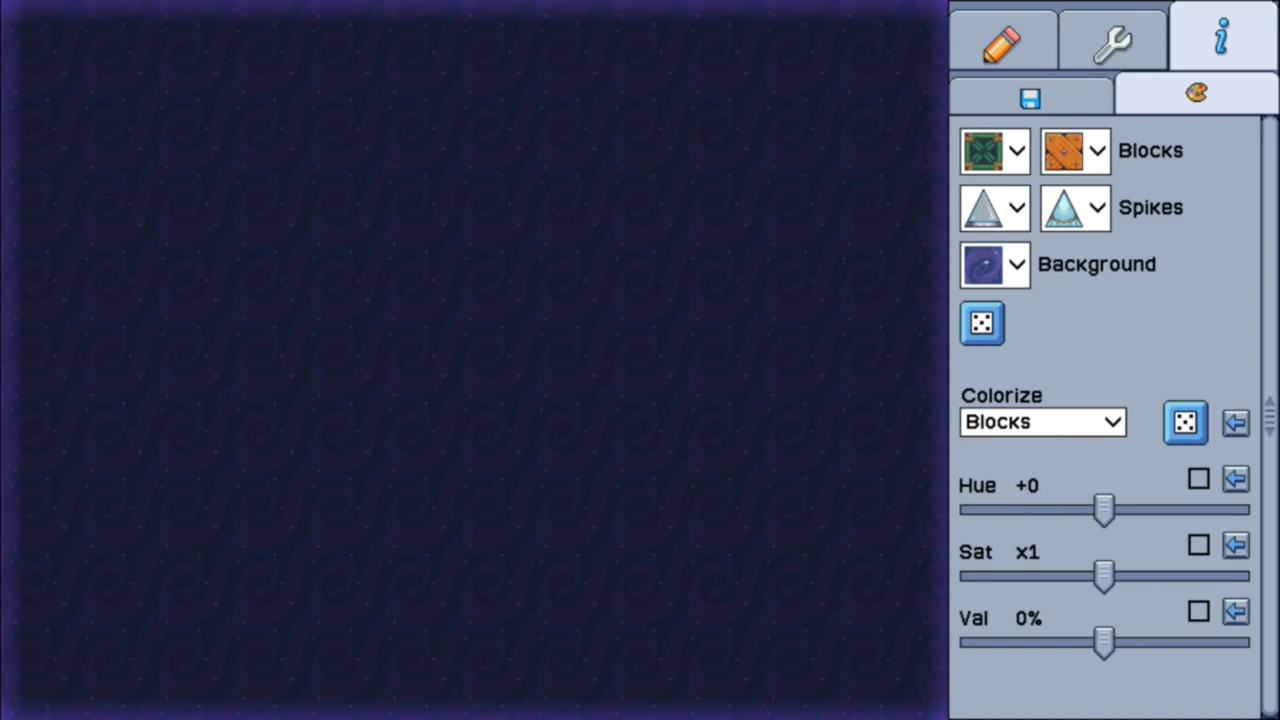 Blocks
Spikes
Background
Colorize
Blocks
Hue +0
Sat x1
Val 0%